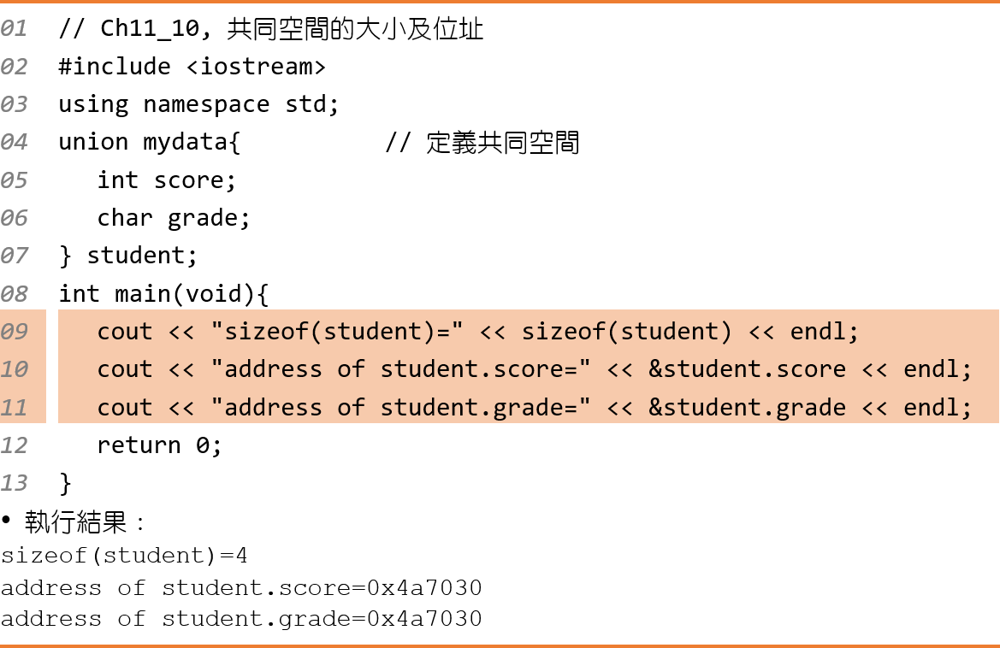 01 // Ch11_10, 共同空間的大小及位址
02 #include <iostream>
03 using namespace std;
04 union mydata{ // 定義共同空間
05 int score;
06 char grade;
07 } student;
08 int main(void){
09 cout << "sizeof(student)=" << sizeof(student) << endl;
10 cout << "address of student.score=" << &student.score << endl;
11 cout << "address of student.grade=" << &student.grade << endl;
12 return 0;
13 }
• 執行結果：
sizeof(student)=4
address of student.score=0x4a7030
address of student.grade=0x4a7030